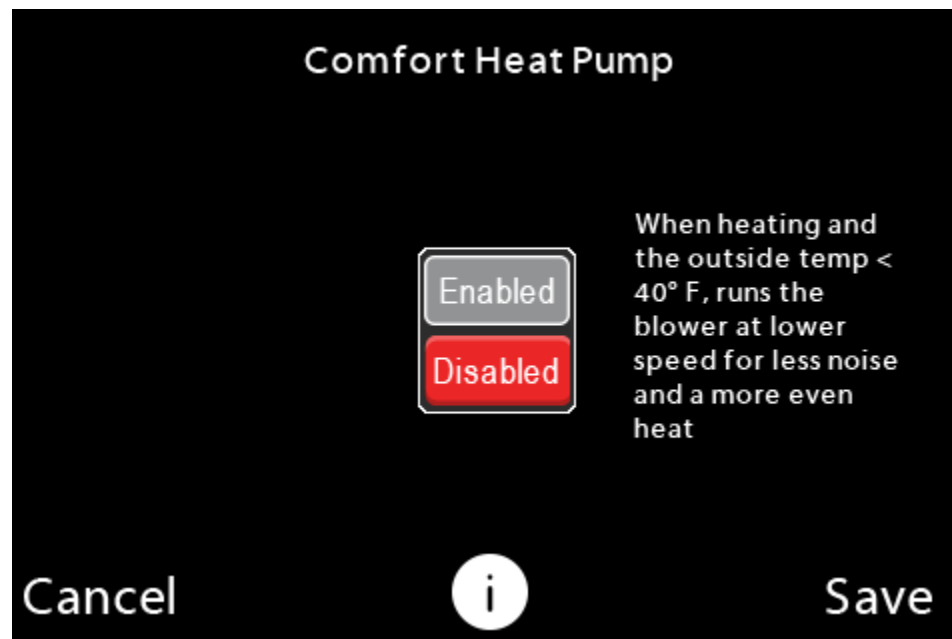 Comfort Heat Pump
Enabled
Disabled
When heating and
the outside temp <
40° F, runs the
blower at lower
speed for less noise
and a more even
heat
Cancel
i
Save